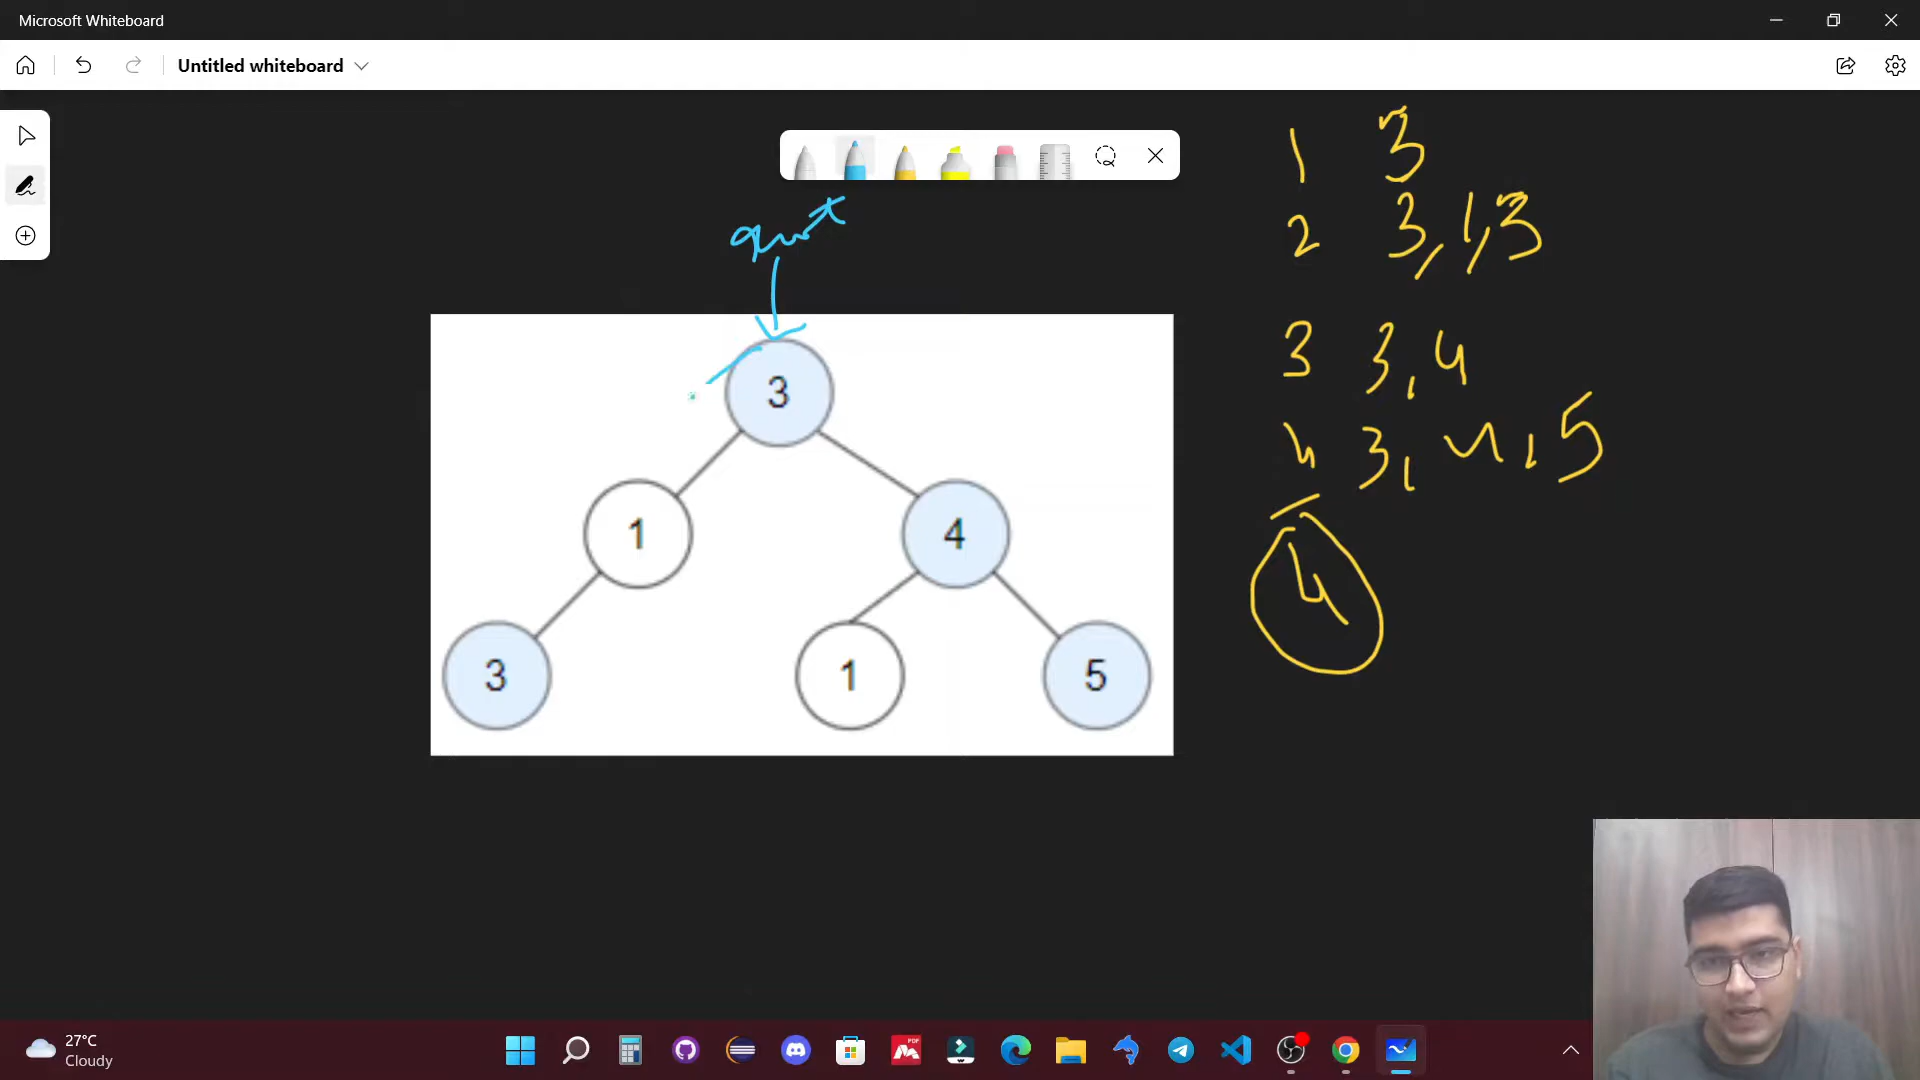 Microsoft Whiteboard
Untitled whiteboard
1 3
2 3,1,3
3 3,4
4 3,4,5
4
3
1
4
3
1
5
27°C
Cloudy
PDF